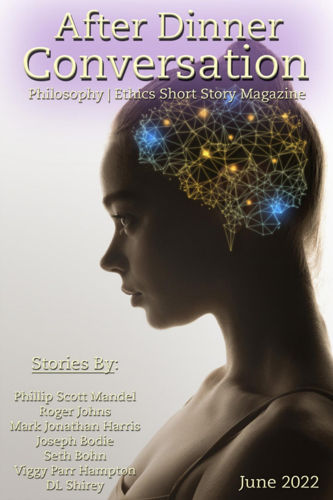 After Dinner
Conversation
Philosophy | Ethics Short Story Magazine
Stories By:
Phillip Scott Mandel
Roger Johns
Mark Jonathan Harris
Joseph Bodie
Seth Bohn
Viggy Parr Hampton
DL Shirey
June 2022